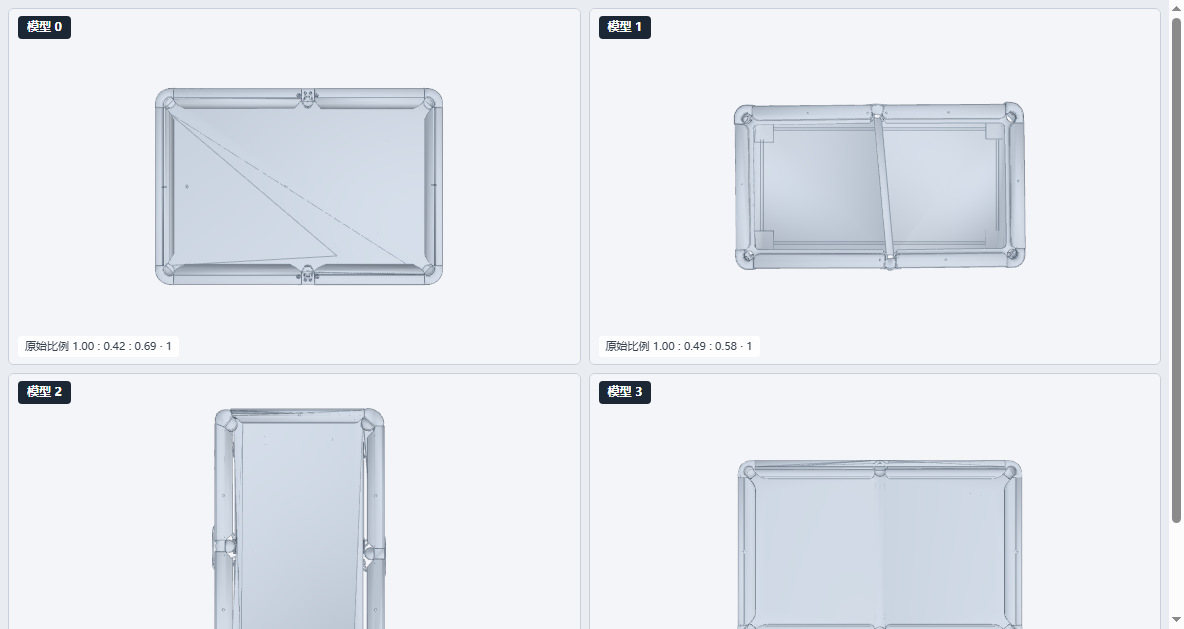 模型 0
模型 1
原始比例 1.00 : 0.42 : 0.69 · 1
原始比例 1.00 : 0.49 : 0.58 · 1
模型 2
模型 3